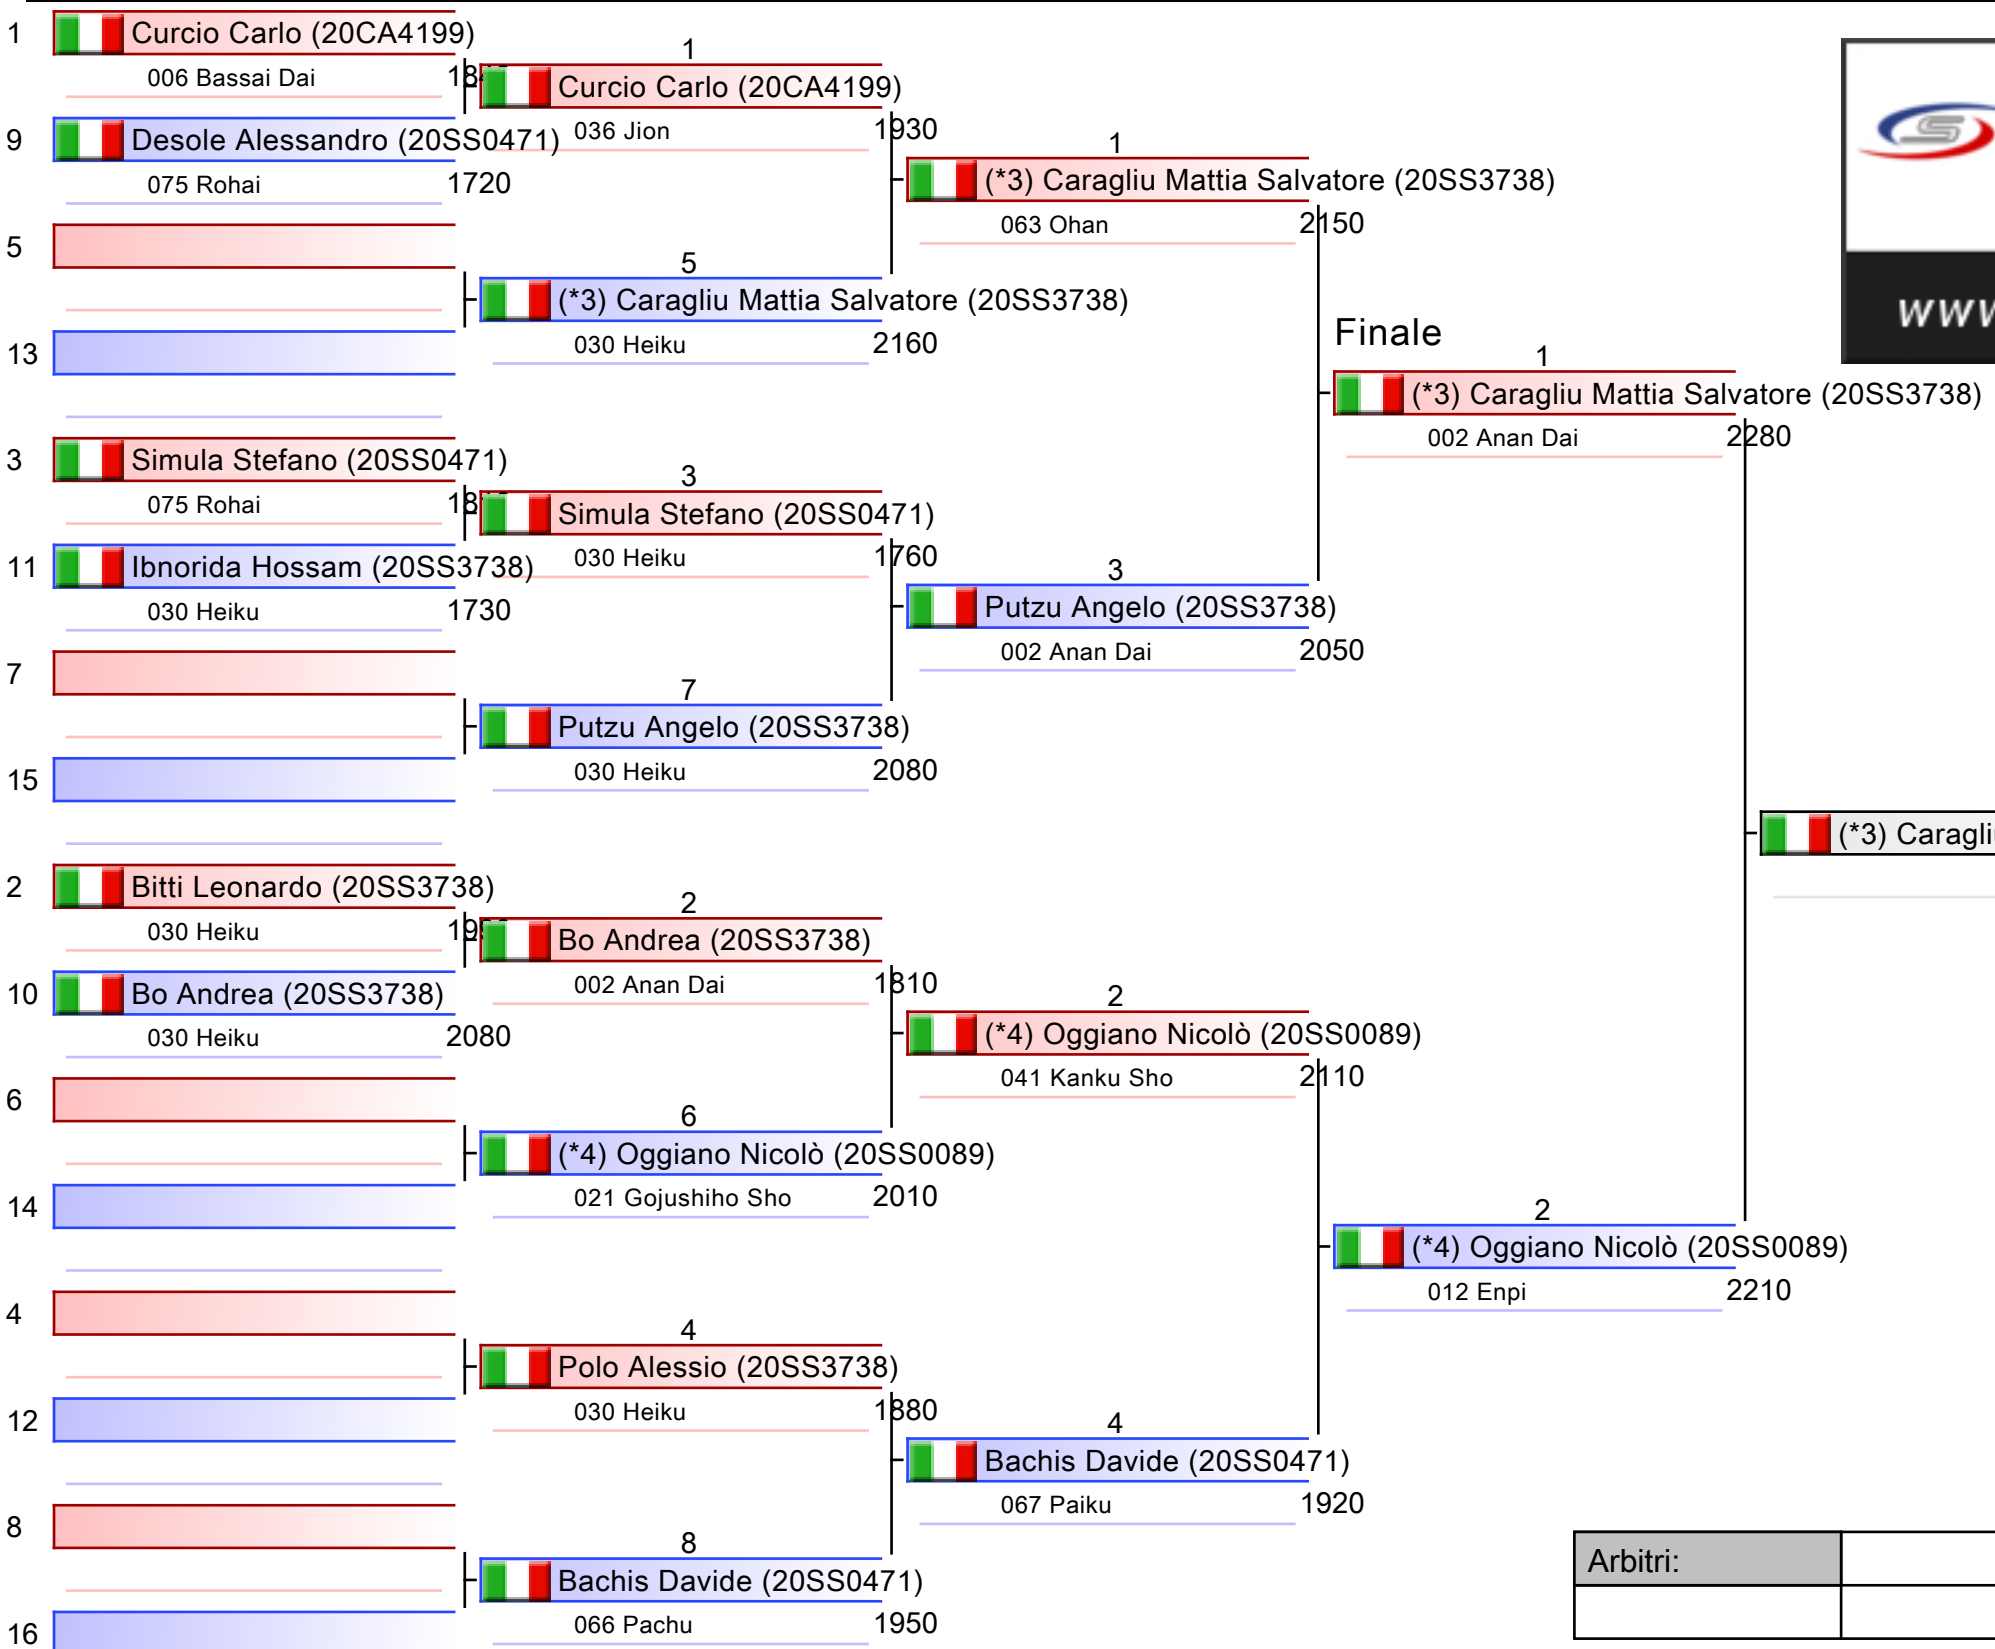 1
Curcio Carlo (20CA4199)
006 Bassai Dai
9
Desole Alessandro (20SS0471)
075 Rohai 1720
5
13
3
Simula Stefano (20SS0471)
075 Rohai
11
Ibnorida Hossam (20SS3738)
030 Heiku 1730
7
15
2
Bitti Leonardo (20SS3738)
030 Heiku
10
Bo Andrea (20SS3738)
030 Heiku 2080
6
14
4
12
8
16
1
Curcio Carlo (20CA4199)
036 Jion 1930
5
(*3) Caragliu Mattia Salvatore (20SS3738)
030 Heiku 2160
3
Simula Stefano (20SS0471)
030 Heiku 1760
7
Putzu Angelo (20SS3738)
030 Heiku 2080
2
Bo Andrea (20SS3738)
002 Anan Dai 1810
6
(*4) Oggiano Nicolò (20SS0089)
021 Gojushiho Sho 2010
4
Polo Alessio (20SS3738)
030 Heiku 1880
8
Bachis Davide (20SS0471)
066 Pachu 1950
1
(*3) Caragliu Mattia Salvatore (20SS3738)
063 Ohan 2150
3
Putzu Angelo (20SS3738)
002 Anan Dai 2050
2
(*4) Oggiano Nicolò (20SS0089)
041 Kanku Sho 2110
4
Bachis Davide (20SS0471)
067 Paiku 1920
Finale
1
(*3) Caragliu Mattia Salvatore (20SS3738)
002 Anan Dai 2280
2
(*4) Oggiano Nicolò (20SS0089)
012 Enpi 2210
(*3) Caragli
S
www
Arbitri: